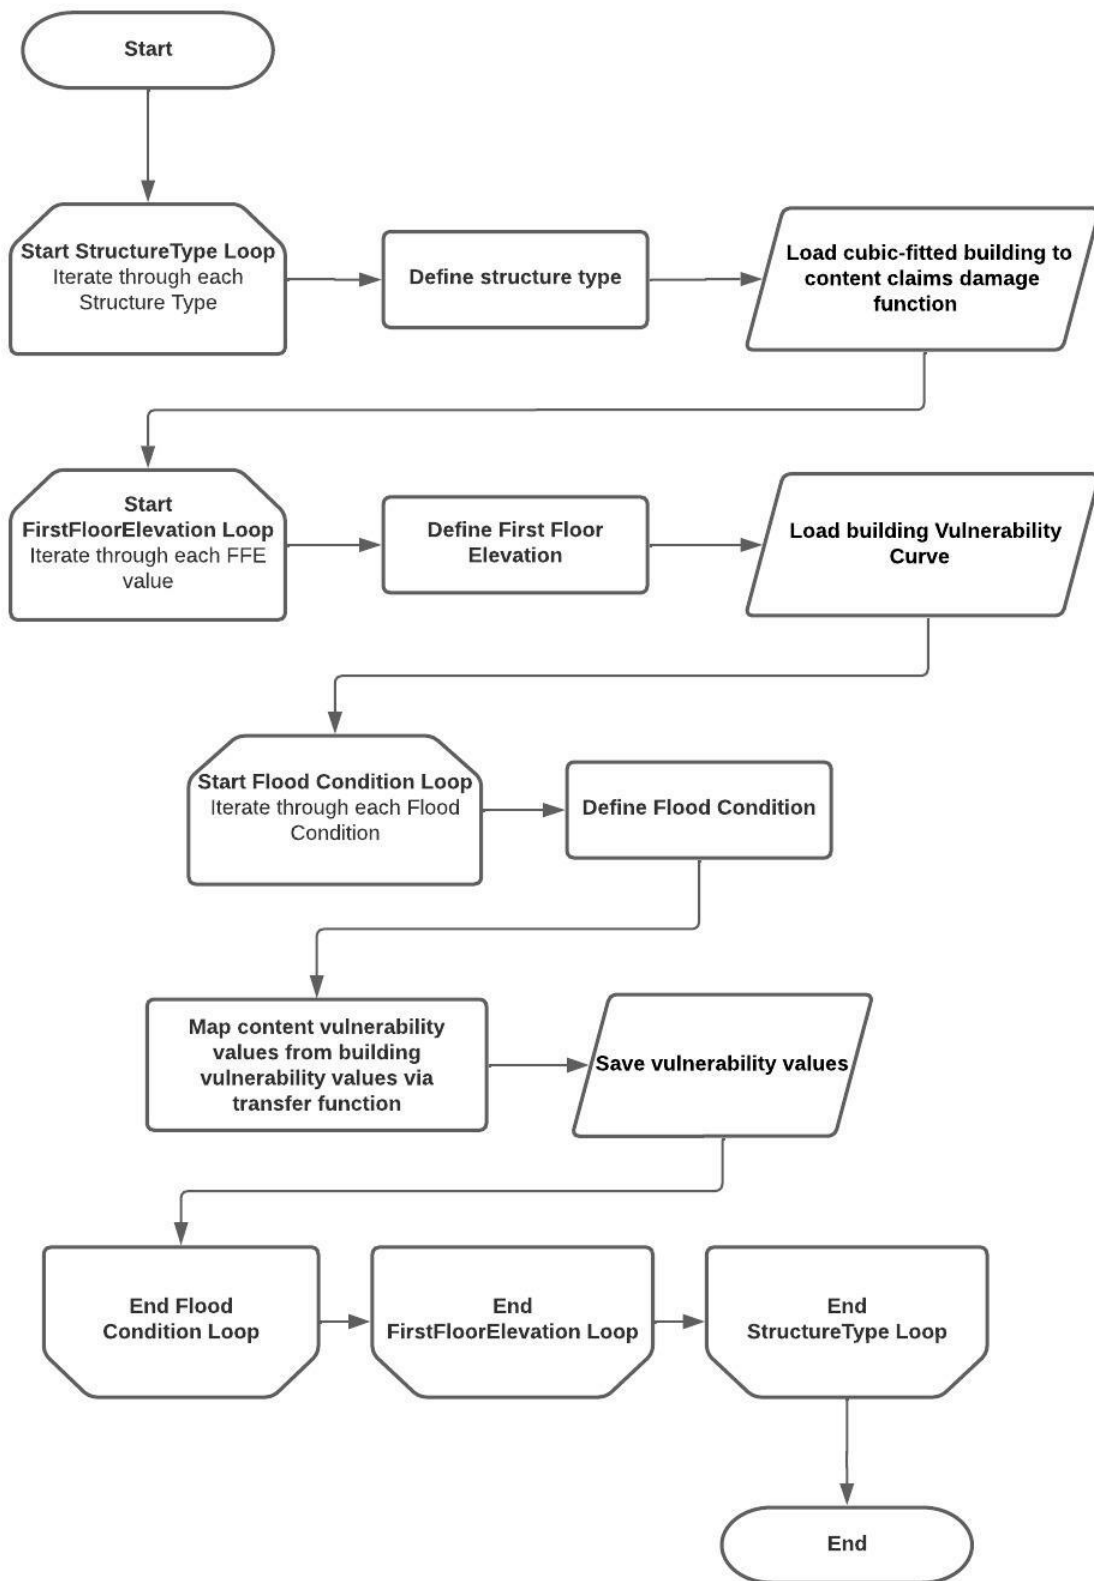 Start
Start StructureType Loop
Iterate through each
Structure Type
Define structure type
Load cubic-fitted building to
content claims damage
function
Start
FirstFloorElevation Loop
Iterate through each FFE
value
Define First Floor
Elevation
Load building Vulnerability
Curve
Start Flood Condition Loop
Iterate through each Flood
Condition
Define Flood Condition
Map content vulnerability
values from building
vulnerability values via
transfer function
Save vulnerability values
End Flood
Condition Loop
End
FirstFloorElevation Loop
End
StructureType Loop
End